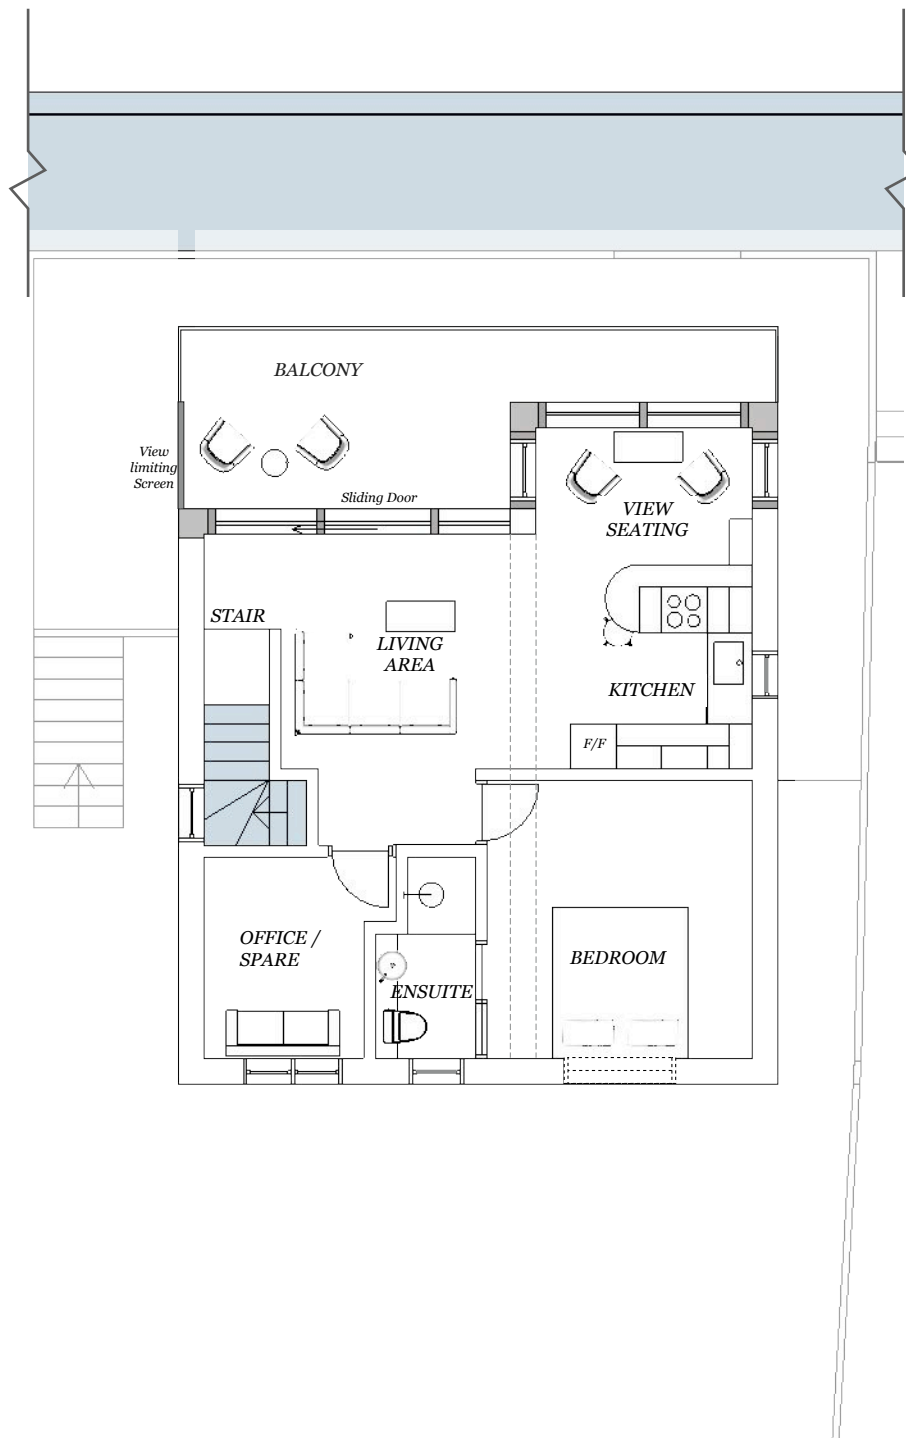 BALCONY
View
limiting
Screen
Sliding Door
VIEW
SEATING
STAIR
LIVING
AREA
KITCHEN
F/F
OFFICE /
SPARE
ENSUITE
BEDROOM